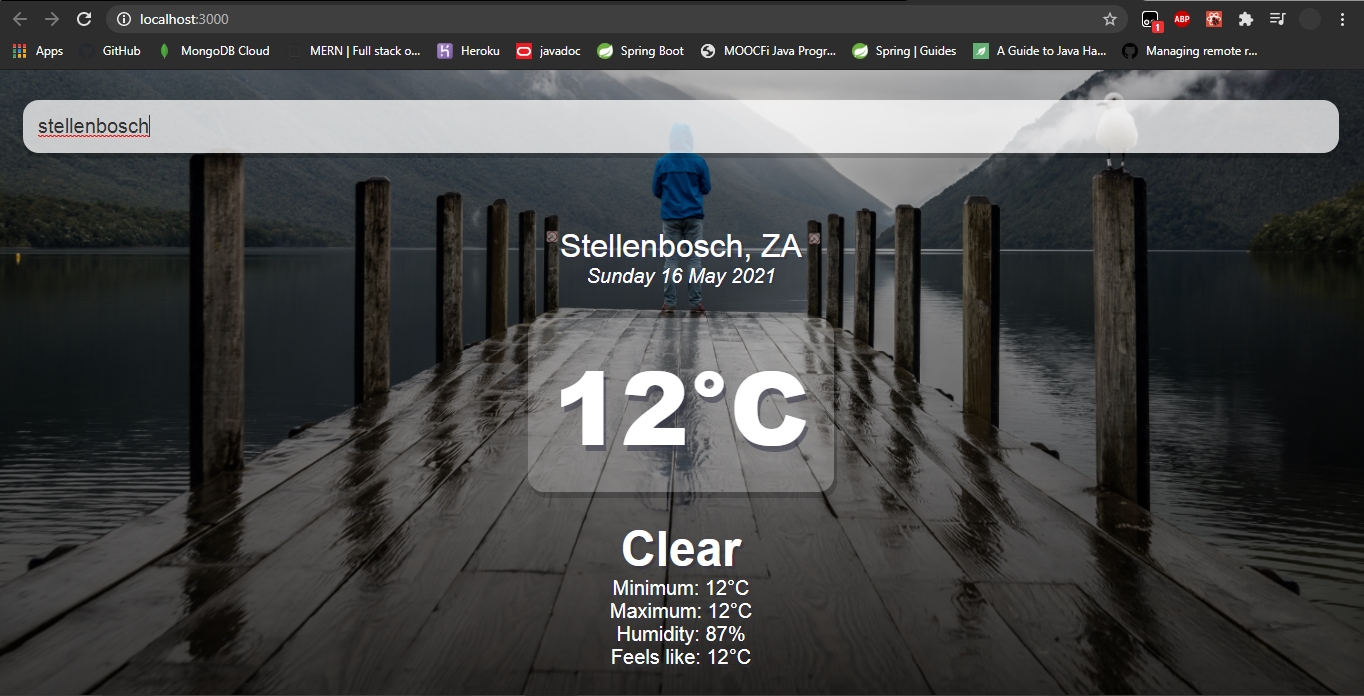 localhost:3000
1
ABP
Apps GitHub MongoDB Cloud MERN | Full stack o... Heroku javadoc Spring Boot MOOCFi Java Progr... Spring | Guides A Guide to Java Ha... Managing remote r...
stellenbosch
Stellenbosch, ZA
Sunday 16 May 2021
12°C
Clear
Minimum: 12°C
Maximum: 12°C
Humidity: 87%
Feels like: 12°C